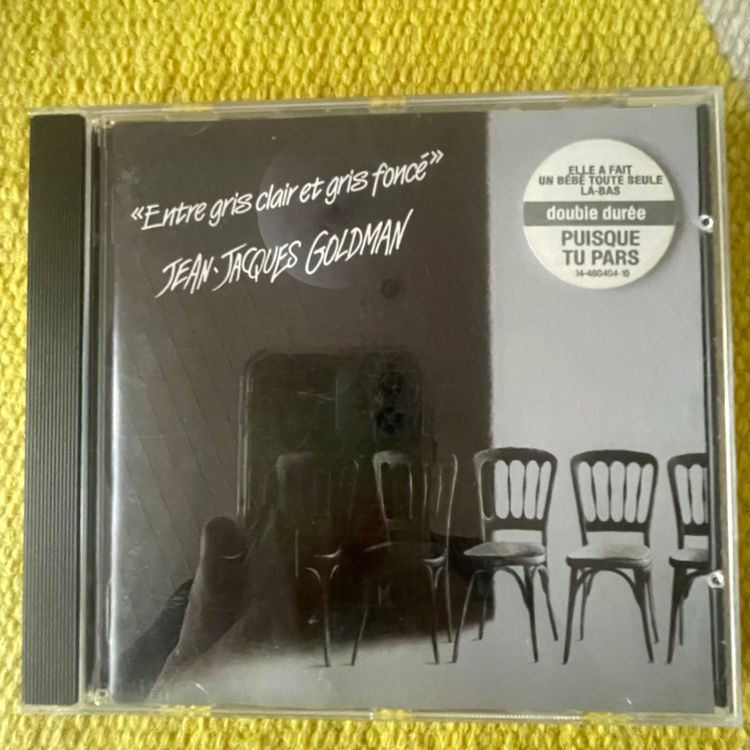 «Entre gris clair et gris foncé»
JEAN-JACQUES GOLDMAN
ELLE A FAIT
UN BÉBÉ TOUTE SEULE
LA-BAS
double durée
PUISQUE
TU PARS
14-460404-10